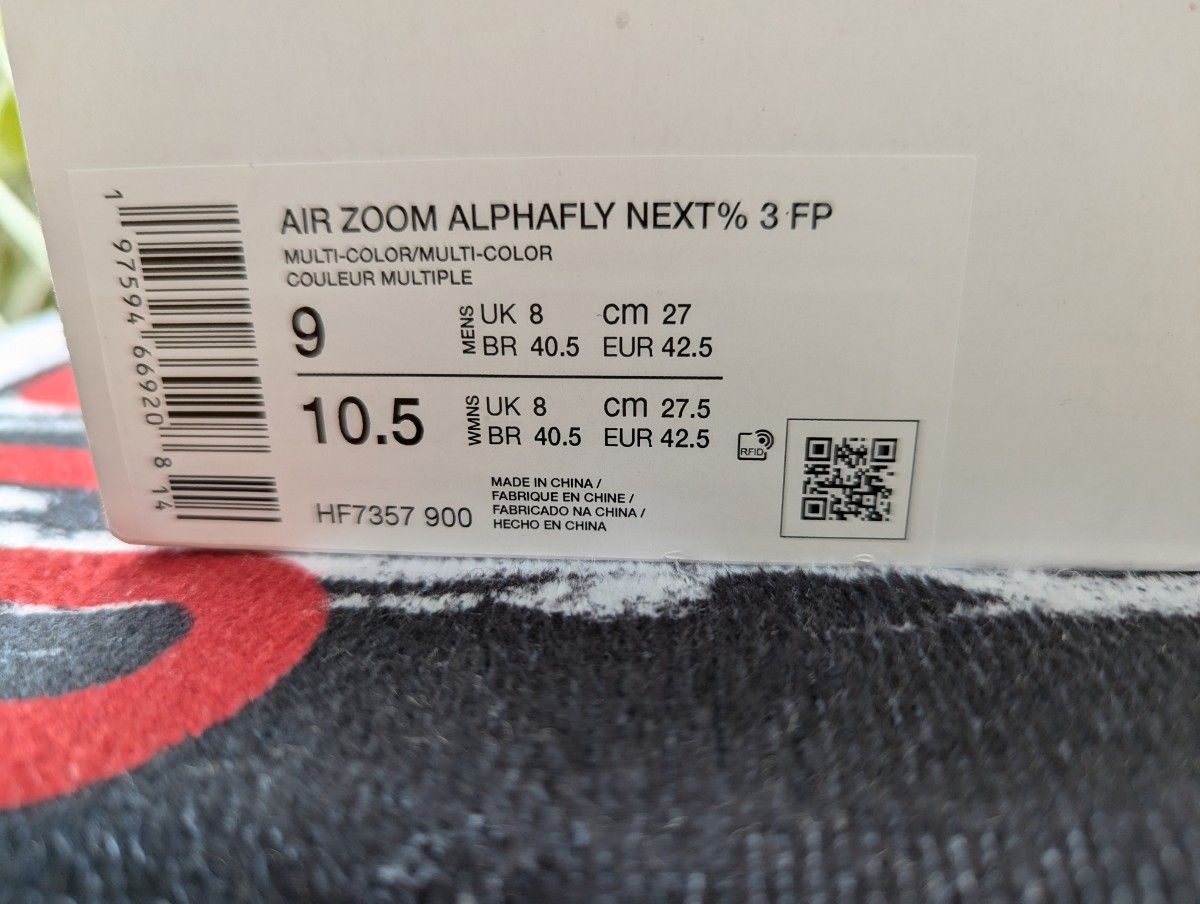 AIR ZOOM ALPHAFLY NEXT% 3 FP
MULTI-COLOR/MULTI-COLOR
COULEUR MULTIPLE
9 MENS UK 8 CM 27
BR 40.5 EUR 42.5
10.5 WMNS UK 8 CM 27.5
BR 40.5 EUR 42.5
RFID
MADE IN CHINA /
FABRIQUE EN CHINE /
FABRICADO NA CHINA /
HECHO EN CHINA
HF7357 900
1 97594 66920 8 14